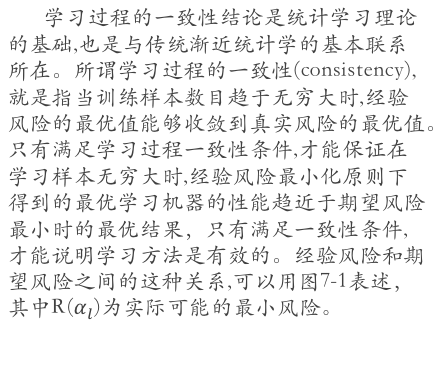 学习过程的一致性结论是统计学习理论
的基础,也是与传统渐近统计学的基本联系
所在。所谓学习过程的一致性(consistency),
就是指当训练样本数目趋于无穷大时,经验
风险的最优值能够收敛到真实风险的最优值。
只有满足学习过程一致性条件,才能保证在
学习样本无穷大时,经验风险最小化原则下
得到的最优学习机器的性能趋近于期望风险
最小时的最优结果，只有满足一致性条件,
才能说明学习方法是有效的。经验风险和期
望风险之间的这种关系,可以用图7-1表述，
其中R(αₗ)为实际可能的最小风险。